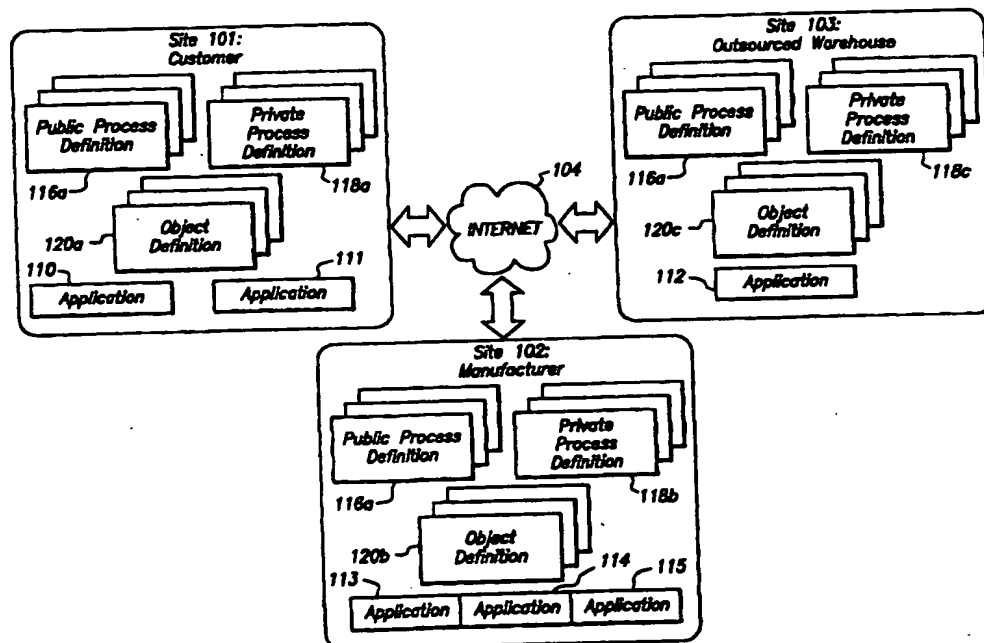 Site 101:
Customer
Public Process
Definition
116a
Private
Process
Definition
118a
Object
Definition
120a
110
Application
111
Application
104
INTERNET
Site 103:
Outsourced Warehouse
Public Process
Definition
116a
Private
Process
Definition
118c
Object
Definition
120c
112
Application
Site 102:
Manufacturer
Public Process
Definition
116a
Private
Process
Definition
118b
Object
Definition
120b
113
114
115
Application
Application
Application